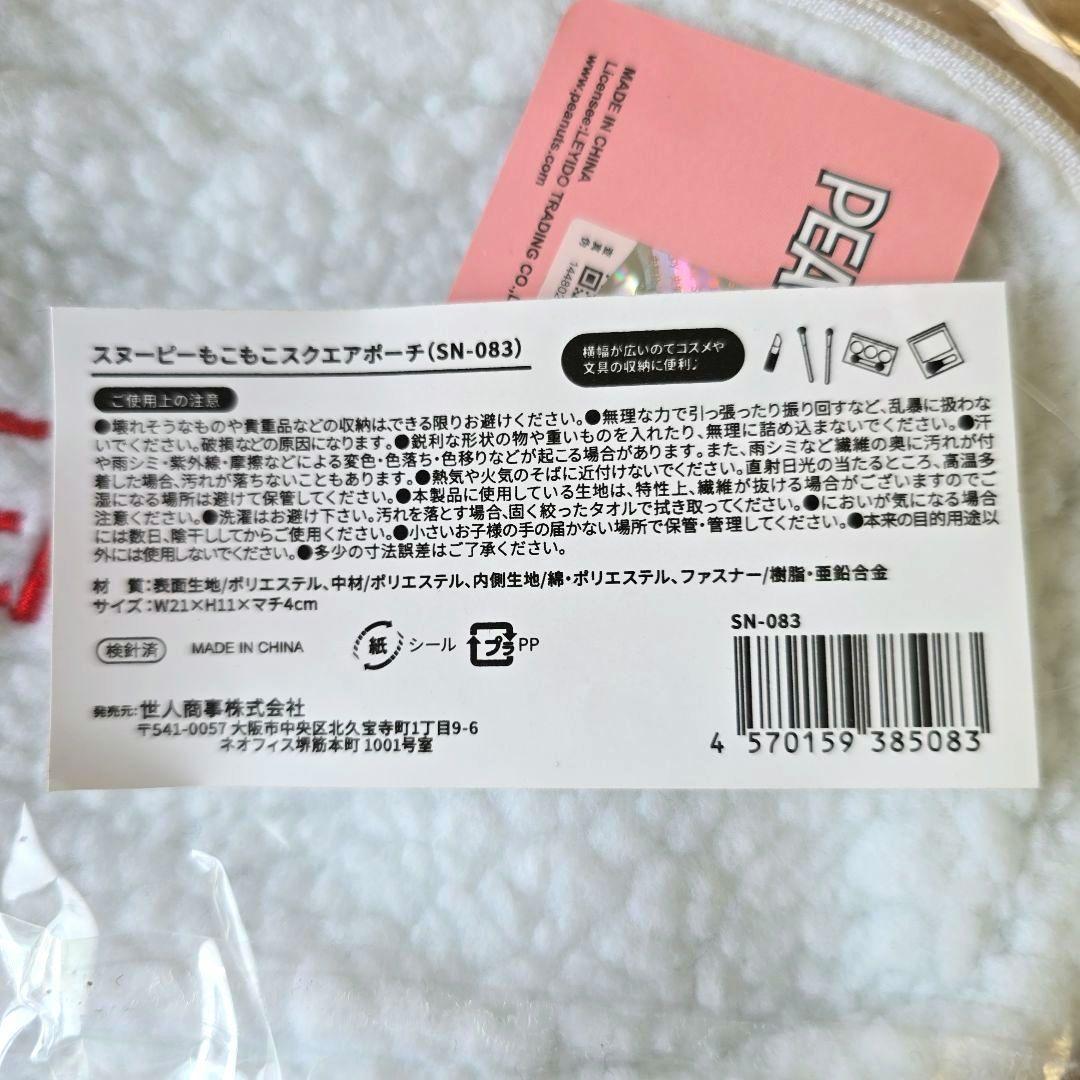 MADE IN CHINA
Licensee:LEYIDO TRADING CO.,
www.peanuts.com
PEA
スヌーピーもこもこスクエアポーチ(SN-083)
横幅が広いのでコスメや
文具の収納に便利♪
ご使用上の注意
●壊れそうなものや貴重品などの収納はできる限りお避けください。●無理な力で引っ張ったり振り回すなど、乱暴に扱わな
いでください。破損などの原因になります。●鋭利な形状の物や重いものを入れたり、無理に詰め込まないでください。●汗
や雨シミ・紫外線・摩擦などによる変色・色落ち・色移りなどが起こる場合があります。また、雨シミなど繊維の奥に汚れが付
着した場合、汚れが落ちないこともあります。●熱気や火気のそばに近付けないでください。直射日光の当たるところ、高温多
湿になる場所は避けて保管してください。●本製品に使用している生地は、特性上、繊維が抜ける場合がございますのでご
注意ください。●洗濯はお避け下さい。汚れを落とす場合、固く絞ったタオルで拭き取ってください。●においが気になる場合
には数日、陰干ししてからご使用ください。●小さいお子様の手の届かない場所で保管・管理してください。●本来の目的用途以
外には使用しないでください。●多少の寸法誤差はご了承ください。
材 質:表面生地/ポリエステル、中材/ポリエステル、内側生地/綿・ポリエステル、ファスナー/樹脂・亜鉛合金
サイズ:W21×H11×マチ4cm
検針済 MADE IN CHINA 紙 シール プラ PP
発売元:世人商事株式会社
〒541-0057 大阪市中央区北久宝寺町1丁目9-6
ネオフィス堺筋本町 1001号室
SN-083
4 570159 385083